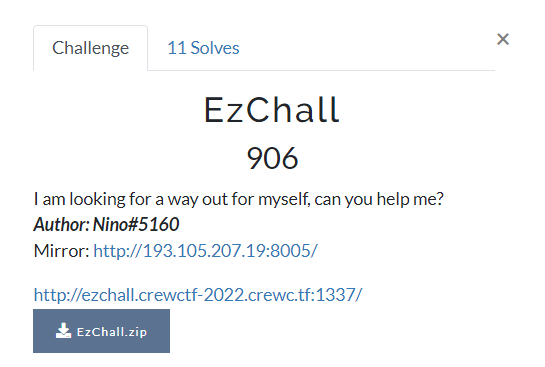 Challenge 11 Solves ×
EzChall
906
I am looking for a way out for myself, can you help me?
Author: Nino#5160
Mirror: http://193.105.207.19:8005/
http://ezchall.crewctf-2022.crewc.tf:1337/
EzChall.zip